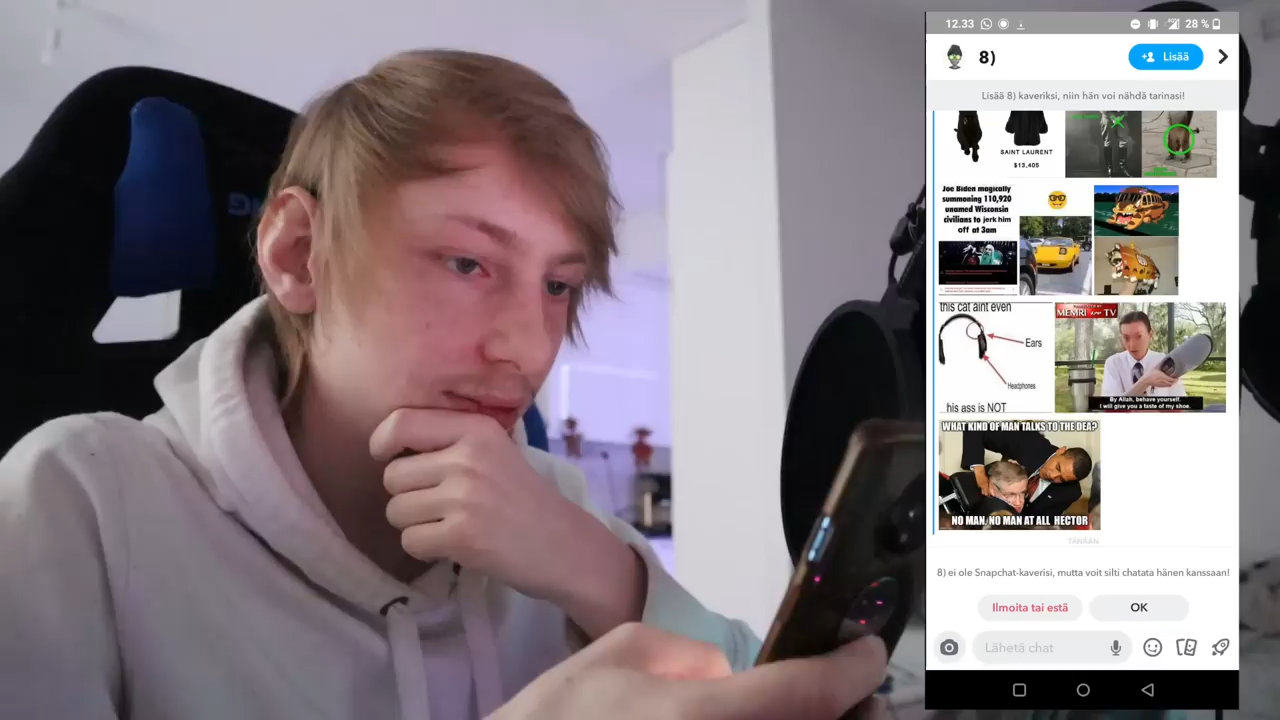 12.33
28 %
8)
Lisää
Lisää 8) kaveriksi, niin hän voi nähdä tarinasi!
SAINT LAURENT
$13,405
Joe Biden magically
summoning 110,920
unamed Wisconsin
civilians to jerk him
off at 3am
this cat aint even
Ears
Headphones
his ass is NOT
MEMRI TV
By Allah, behave yourself.
I will give you a taste of my shoe.
WHAT KIND OF MAN TALKS TO THE DEA?
NO MAN, NO MAN AT ALL HECTOR
TÄNÄÄN
8) ei ole Snapchat-kaverisi, mutta voit silti chatata hänen kanssaan!
Ilmoita tai estä
OK
Lähetä chat